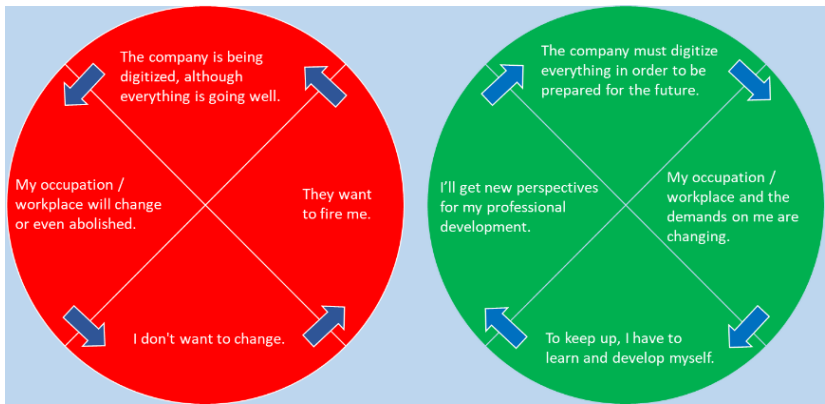 The company is being
digitized, although
everything is going well.
My occupation /
workplace will change
or even abolished.
They want
to fire me.
I don't want to change.
The company must digitize
everything in order to be
prepared for the future.
I'll get new perspectives
for my professional
development.
My occupation /
workplace and the
demands on me are
changing.
To keep up, I have to
learn and develop myself.